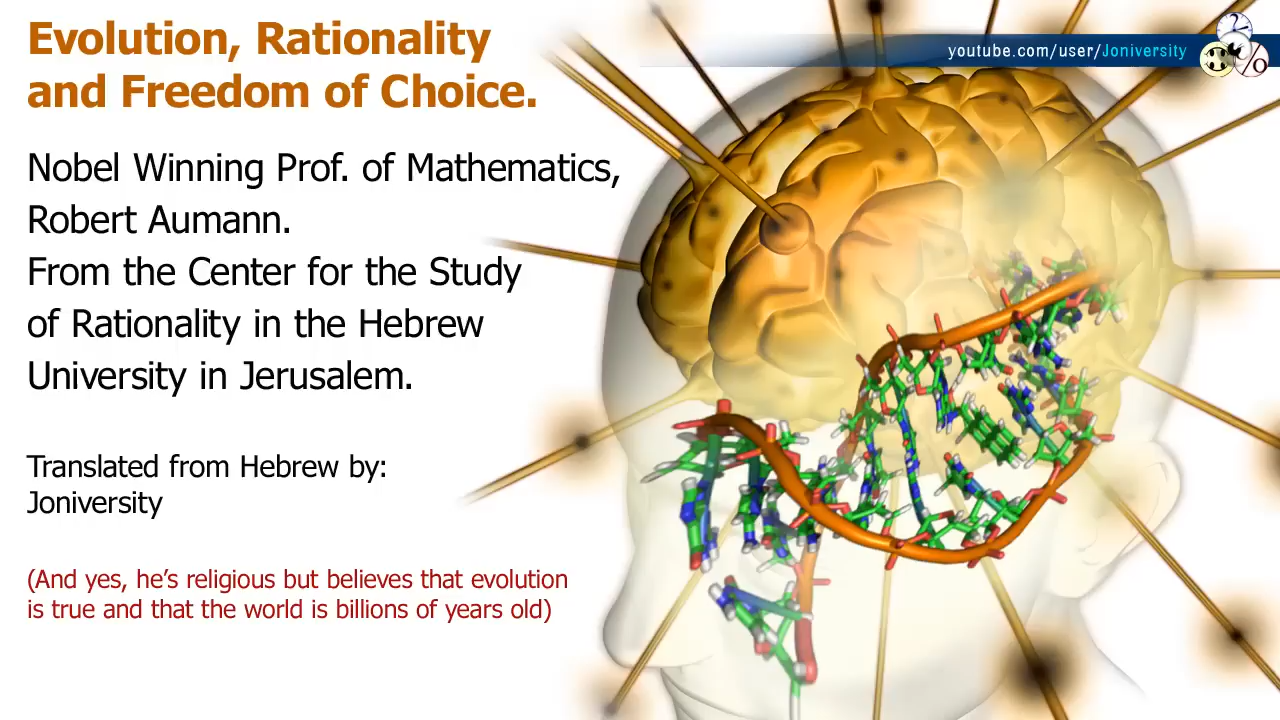 Evolution, Rationality
and Freedom of Choice.
youtube.com/user/Joniversity
Nobel Winning Prof. of Mathematics,
Robert Aumann.
From the Center for the Study
of Rationality in the Hebrew
University in Jerusalem.
Translated from Hebrew by:
Joniversity
(And yes, he's religious but believes that evolution
is true and that the world is billions of years old)